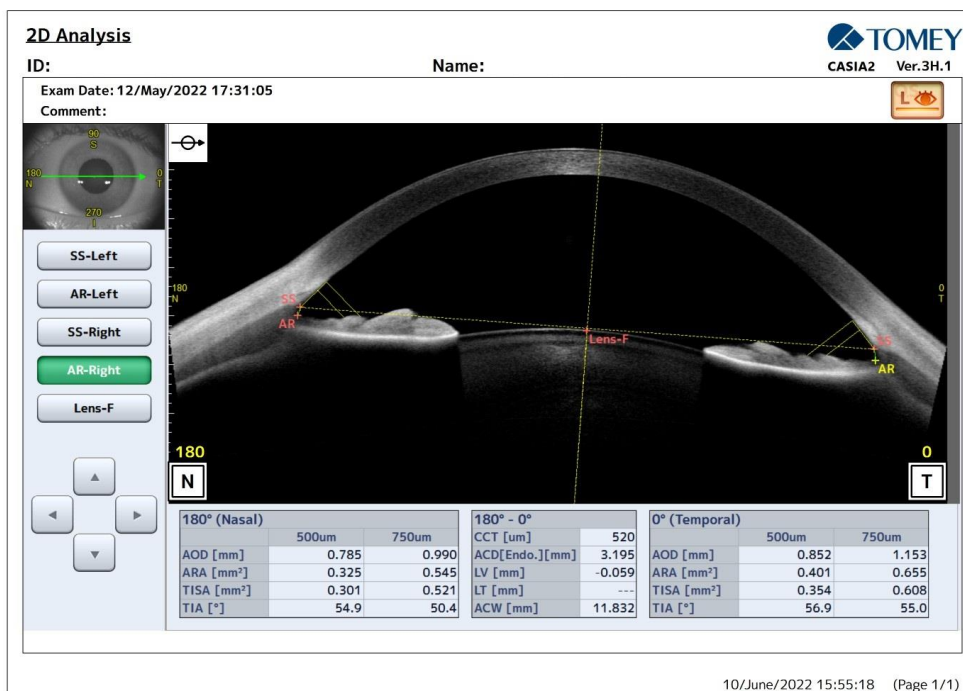 2D Analysis
TOMEY
ID:
Name:
CASIA2 Ver.3H.1
Exam Date: 12/May/2022 17:31:05
Comment:
L
90
S
180
N
0
T
270
I
SS-Left
AR-Left
SS-Right
AR-Right
Lens-F
180
N
0
T
SS
AR
Lens-F
SS
AR
180
0
N
T
180° (Nasal)
500um 750um
AOD [mm] 0.785 0.990
ARA [mm²] 0.325 0.545
TISA [mm²] 0.301 0.521
TIA [°] 54.9 50.4
180° - 0°
CCT [um] 520
ACD[Endo.][mm] 3.195
LV [mm] -0.059
LT [mm] ---
ACW [mm] 11.832
0° (Temporal)
500um 750um
AOD [mm] 0.852 1.153
ARA [mm²] 0.401 0.655
TISA [mm²] 0.354 0.608
TIA [°] 56.9 55.0
10/June/2022 15:55:18 (Page 1/1)